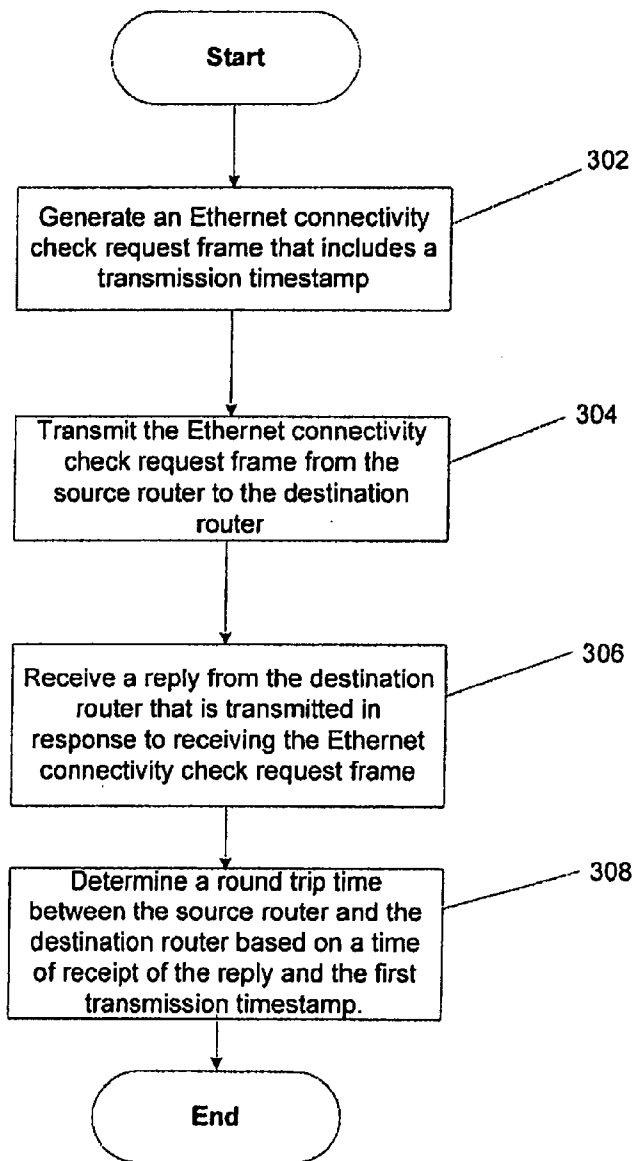 Start
302
Generate an Ethernet connectivity
check request frame that includes a
transmission timestamp
304
Transmit the Ethernet connectivity
check request frame from the
source router to the destination
router
306
Receive a reply from the destination
router that is transmitted in
response to receiving the Ethernet
connectivity check request frame
308
Determine a round trip time
between the source router and the
destination router based on a time
of receipt of the reply and the first
transmission timestamp.
End